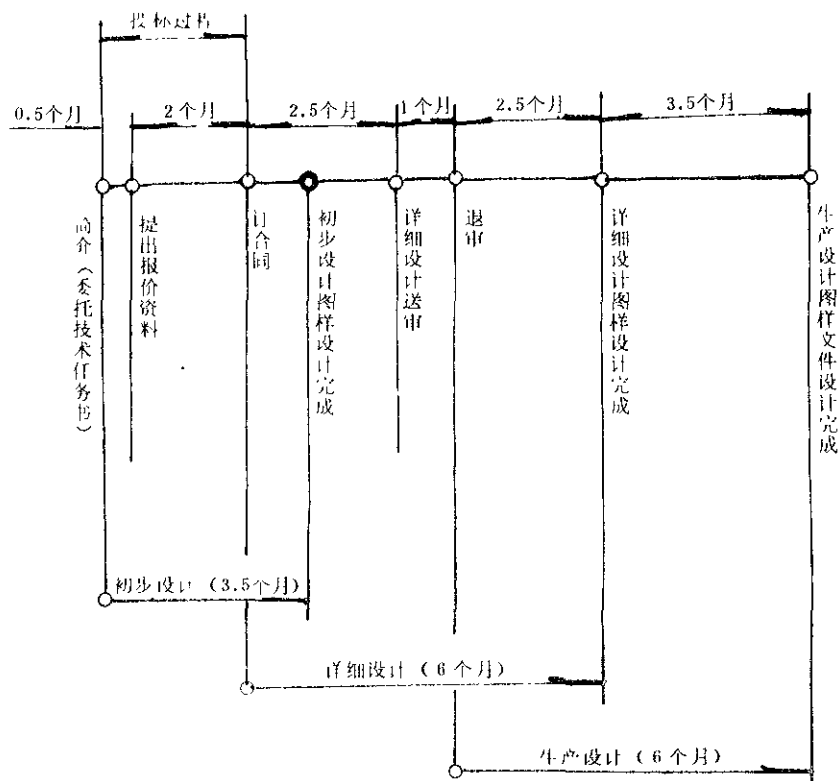 投标过程
0.5个月
2个月
2.5个月
1个月
2.5个月
3.5个月
简介（委托技术任务书）
提出报价资料
订合同
初步设计图样设计完成
详细设计送审
退审
详细设计图样设计完成
生产设计图样文件设计完成
初步设计（3.5个月）
详细设计（6个月）
生产设计（6个月）